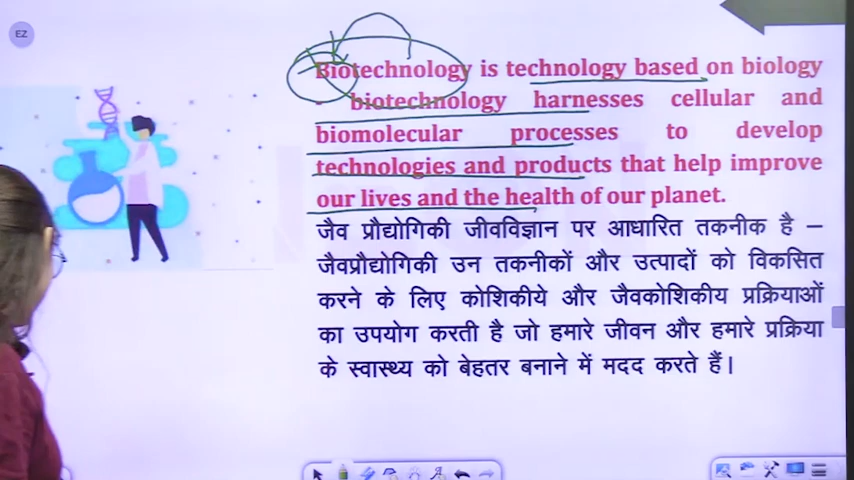 EZ
Biotechnology is technology based on biology
- biotechnology harnesses cellular and
biomolecular processes to develop
technologies and products that help improve
our lives and the health of our planet.
जैव प्रौद्योगिकी जीवविज्ञान पर आधारित तकनीक है –
जैवप्रौद्योगिकी उन तकनीकों और उत्पादों को विकसित
करने के लिए कोशिकीये और जैवकोशिकीय प्रक्रियाओं
का उपयोग करती है जो हमारे जीवन और हमारे प्रक्रिया
के स्वास्थ्य को बेहतर बनाने में मदद करते हैं।